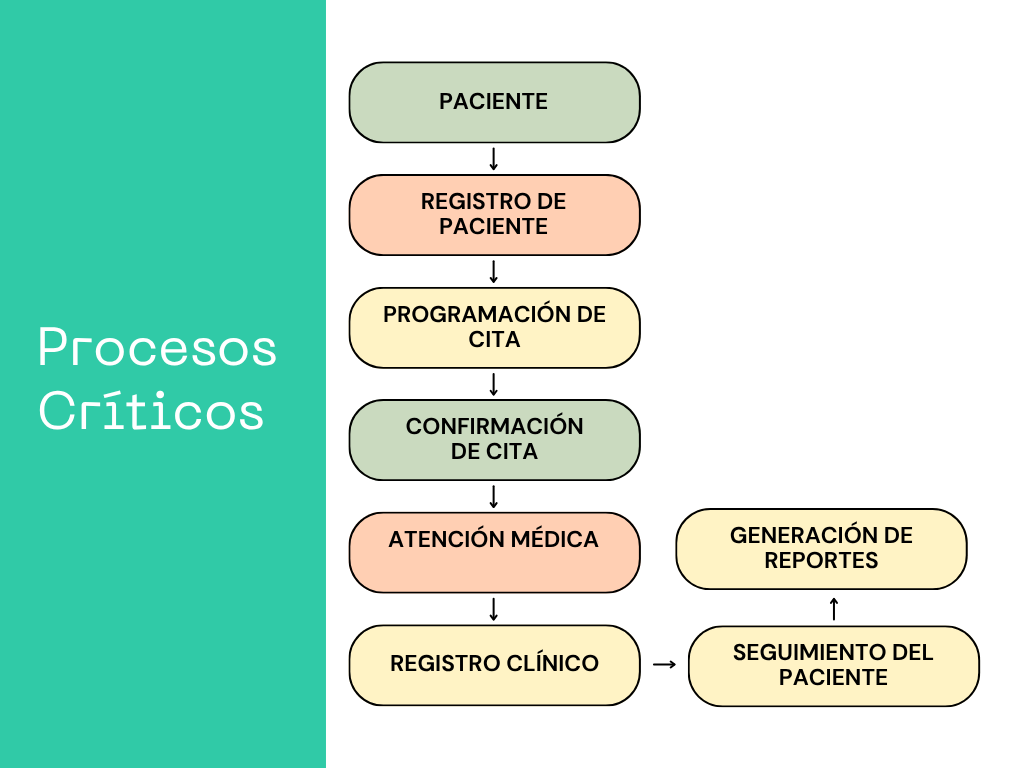 Procesos
Críticos
PACIENTE
REGISTRO DE
PACIENTE
PROGRAMACIÓN DE
CITA
CONFIRMACIÓN
DE CITA
ATENCIÓN MÉDICA
REGISTRO CLÍNICO
SEGUIMIENTO DEL
PACIENTE
GENERACIÓN DE
REPORTES